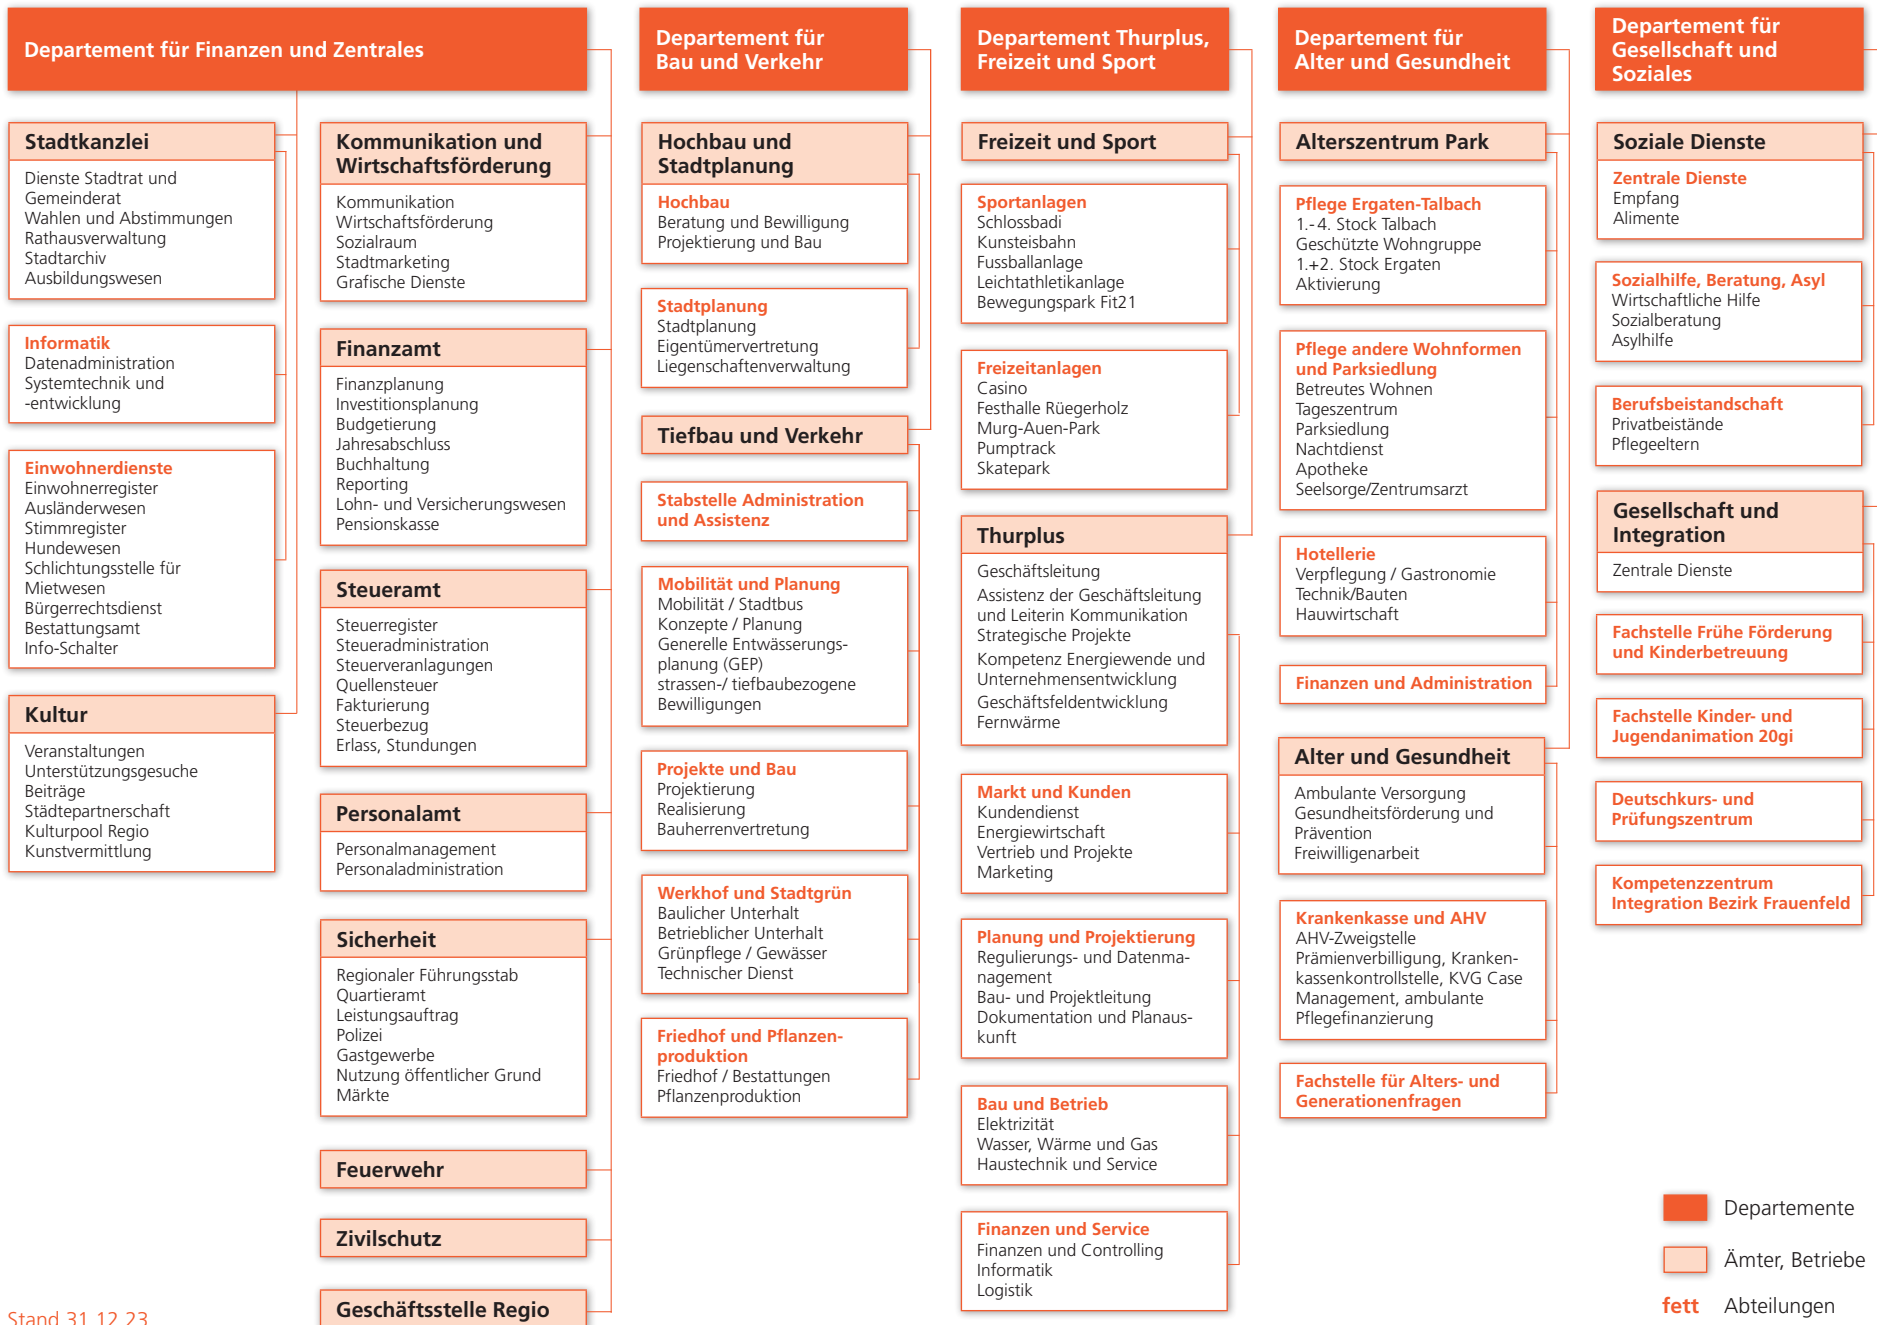 Departement für Finanzen und Zentrales
Stadtkanzlei
Dienste Stadtrat und
Gemeinderat
Wahlen und Abstimmungen
Rathausverwaltung
Stadtarchiv
Ausbildungswesen
Informatik
Datenadministration
Systemtechnik und
-entwicklung
Einwohnerdienste
Einwohnerregister
Ausländerwesen
Stimmregister
Hundewesen
Schlichtungsstelle für
Mietwesen
Bürgerrechtsdienst
Bestattungsamt
Info-Schalter
Kultur
Veranstaltungen
Unterstützungsgesuche
Beiträge
Städtepartnerschaft
Kulturpool Regio
Kunstvermittlung
Kommunikation und
Wirtschaftsförderung
Kommunikation
Wirtschaftsförderung
Sozialraum
Stadtmarketing
Grafische Dienste
Finanzamt
Finanzplanung
Investitionsplanung
Budgetierung
Jahresabschluss
Buchhaltung
Reporting
Lohn- und Versicherungswesen
Pensionskasse
Steueramt
Steuerregister
Steueradministration
Steuerveranlagungen
Quellensteuer
Fakturierung
Steuerbezug
Erlass, Stundungen
Personalamt
Personalmanagement
Personaladministration
Sicherheit
Regionaler Führungsstab
Quartieramt
Leistungsauftrag
Polizei
Gastgewerbe
Nutzung öffentlicher Grund
Märkte
Feuerwehr
Zivilschutz
Geschäftsstelle Regio
Departement für
Bau und Verkehr
Hochbau und
Stadtplanung
Hochbau
Beratung und Bewilligung
Projektierung und Bau
Stadtplanung
Stadtplanung
Eigentümervertretung
Liegenschaftenverwaltung
Tiefbau und Verkehr
Stabstelle Administration
und Assistenz
Mobilität und Planung
Mobilität / Stadtbus
Konzepte / Planung
Generelle Entwässerungs-
planung (GEP)
strassen-/ tiefbaubezogene
Bewilligungen
Projekte und Bau
Projektierung
Realisierung
Bauherrenvertretung
Werkhof und Stadtgrün
Baulicher Unterhalt
Betrieblicher Unterhalt
Grünpflege / Gewässer
Technischer Dienst
Friedhof und Pflanzen-
produktion
Friedhof / Bestattungen
Pflanzenproduktion
Departement Thurplus,
Freizeit und Sport
Freizeit und Sport
Sportanlagen
Schlossbadi
Kunsteisbahn
Fussballanlage
Leichtathletikanlage
Bewegungspark Fit21
Freizeitanlagen
Casino
Festhalle Rüegerholz
Murg-Auen-Park
Pumptrack
Skatepark
Thurplus
Geschäftsleitung
Assistenz der Geschäftsleitung
und Leiterin Kommunikation
Strategische Projekte
Kompetenz Energiewende und
Unternehmensentwicklung
Geschäftsfeldentwicklung
Fernwärme
Markt und Kunden
Kundendienst
Energiewirtschaft
Vertrieb und Projekte
Marketing
Planung und Projektierung
Regulierungs- und Datenma-
nagement
Bau- und Projektleitung
Dokumentation und Planaus-
kunft
Bau und Betrieb
Elektrizität
Wasser, Wärme und Gas
Haustechnik und Service
Finanzen und Service
Finanzen und Controlling
Informatik
Logistik
Departement für
Alter und Gesundheit
Alterszentrum Park
Pflege Ergaten-Talbach
1.- 4. Stock Talbach
Geschützte Wohngruppe
1.+2. Stock Ergaten
Aktivierung
Pflege andere Wohnformen
und Parksiedlung
Betreutes Wohnen
Tageszentrum
Parksiedlung
Nachtdienst
Apotheke
Seelsorge/Zentrumsarzt
Hotellerie
Verpflegung / Gastronomie
Technik/Bauten
Hauwirtschaft
Finanzen und Administration
Alter und Gesundheit
Ambulante Versorgung
Gesundheitsförderung und
Prävention
Freiwilligenarbeit
Krankenkasse und AHV
AHV-Zweigstelle
Prämienverbilligung, Kranken-
kassenkontrollstelle, KVG Case
Management, ambulante
Pflegefinanzierung
Fachstelle für Alters- und
Generationenfragen
Departement für
Gesellschaft und
Soziales
Soziale Dienste
Zentrale Dienste
Empfang
Alimente
Sozialhilfe, Beratung, Asyl
Wirtschaftliche Hilfe
Sozialberatung
Asylhilfe
Berufsbeistandschaft
Privatbeistände
Pflegeeltern
Gesellschaft und
Integration
Zentrale Dienste
Fachstelle Frühe Förderung
und Kinderbetreuung
Fachstelle Kinder- und
Jugendanimation 20gi
Deutschkurs- und
Prüfungszentrum
Kompetenzzentrum
Integration Bezirk Frauenfeld
Departemente
Ämter, Betriebe
fett Abteilungen
Stand 31.12.23